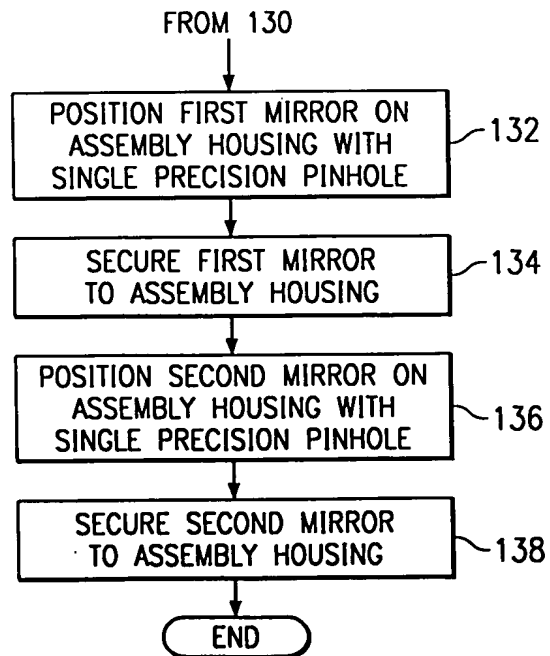 FROM 130
POSITION FIRST MIRROR ON
ASSEMBLY HOUSING WITH
SINGLE PRECISION PINHOLE
132
SECURE FIRST MIRROR
TO ASSEMBLY HOUSING
134
POSITION SECOND MIRROR ON
ASSEMBLY HOUSING WITH
SINGLE PRECISION PINHOLE
136
SECURE SECOND MIRROR
TO ASSEMBLY HOUSING
138
END